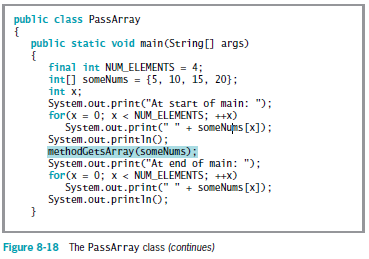 public class PassArray
{
public static void main(String[] args)
{
final int NUM_ELEMENTS = 4;
int[] someNums = {5, 10, 15, 20};
int x;
System.out.print("At start of main: ");
for(x = 0; x < NUM_ELEMENTS; ++x)
System.out.print(" " + someNums[x]);
System.out.println();
methodGetsArray(someNums);
System.out.print("At end of main: ");
for(x = 0; x < NUM_ELEMENTS; ++x)
System.out.print(" " + someNums[x]);
System.out.println();
}
Figure 8-18 The PassArray class (continues)